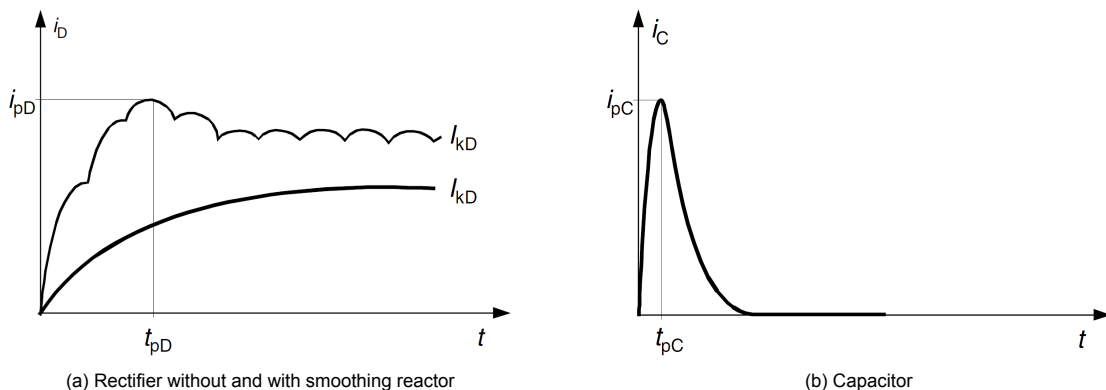 i_D
i_pD
I_kD
I_kD
t_pD
t
(a) Rectifier without and with smoothing reactor
i_C
i_pC
t_pC
t
(b) Capacitor